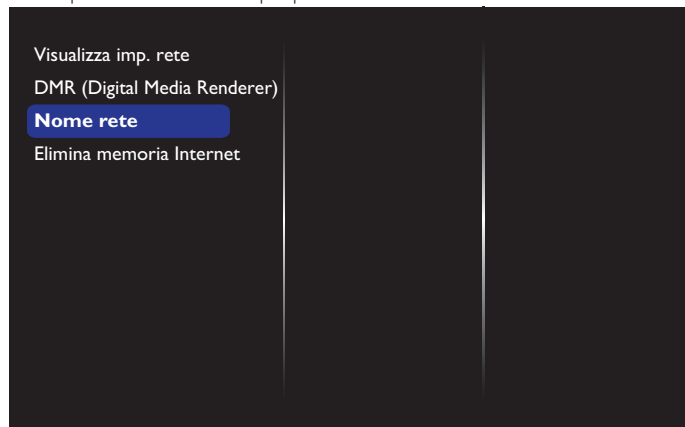 Visualizza imp. rete
DMR (Digital Media Renderer)
Nome rete
Elimina memoria Internet